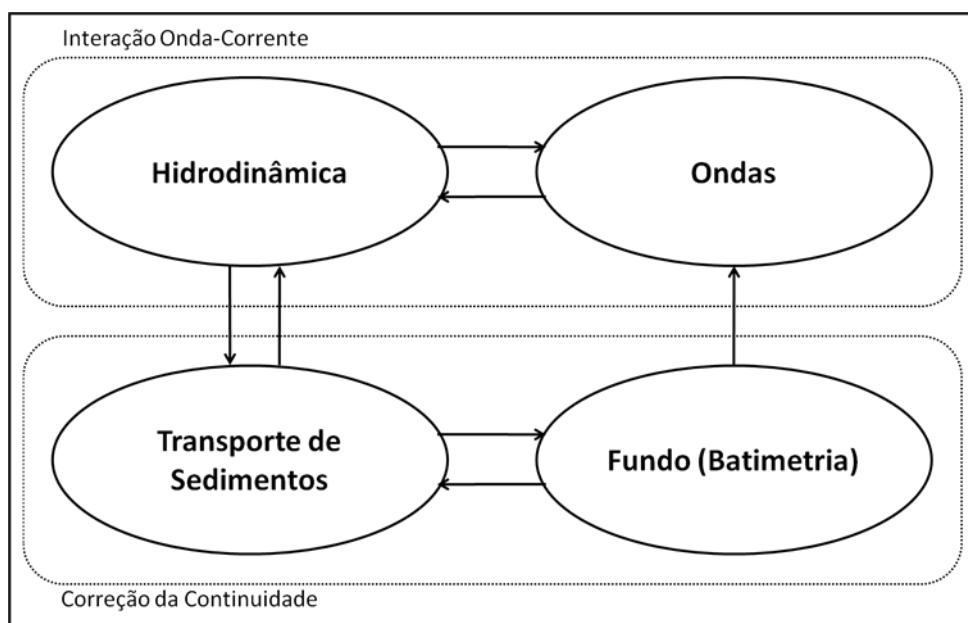 Interação Onda-Corrente
Hidrodinâmica
Ondas
Transporte de
Sedimentos
Fundo (Batimetria)
Correção da Continuidade